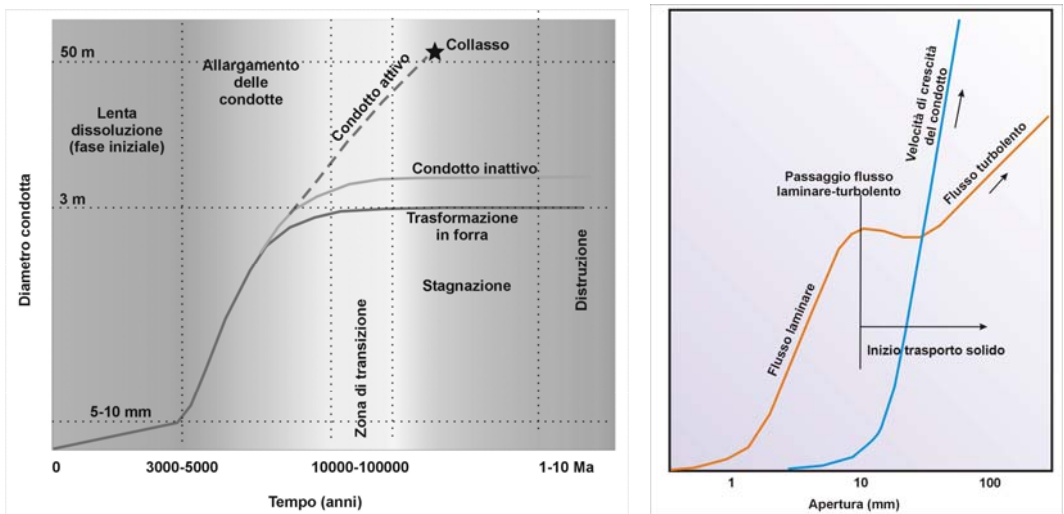 50 m
Collasso
Allargamento
delle
condotte
Condotto attivo
Lenta
dissoluzione
(fase iniziale)
Condotto inattivo
3 m
Trasformazione
in forra
Stagnazione
Distruzione
Zona di transizione
5-10 mm
Diametro condotta
0
3000-5000
10000-100000
1-10 Ma
Tempo (anni)
Velocità di crescità
del condotto
Flusso turbolento
Passaggio flusso
laminare-turbolento
Flusso laminare
Inizio trasporto solido
1
10
100
Apertura (mm)